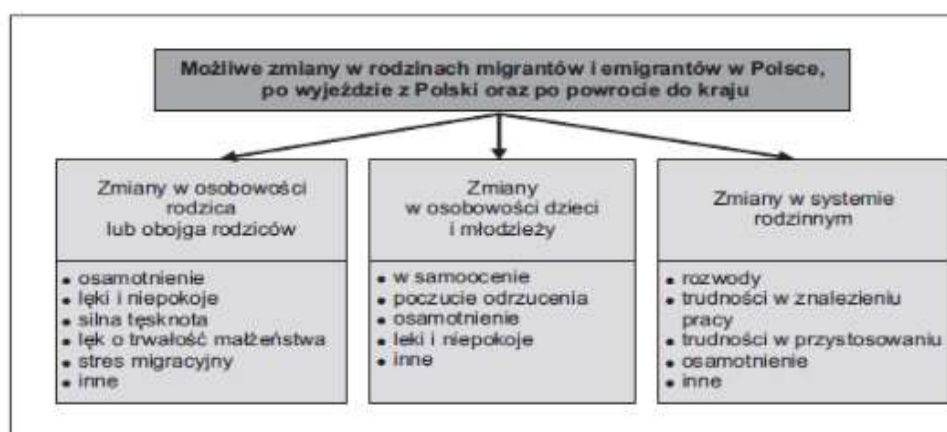 Możliwe zmiany w rodzinach migrantów i emigrantów w Polsce,
po wyjeździe z Polski oraz po powrocie do kraju
Zmiany w osobowości
rodzica
lub obojga rodziców
• osamotnienie
• lęki i niepokoje
• silna tęsknota
• lęk o trwałość małżeństwa
• stres migracyjny
• inne
Zmiany
w osobowości dzieci
i młodzieży
• w samoocenie
• poczucie odrzucenia
• osamotnienie
• leki i niepokoje
• inne
Zmiany w systemie
rodzinnym
• rozwody
• trudności w znalezieniu
pracy
• trudności w przystosowaniu
• osamotnienie
• inne